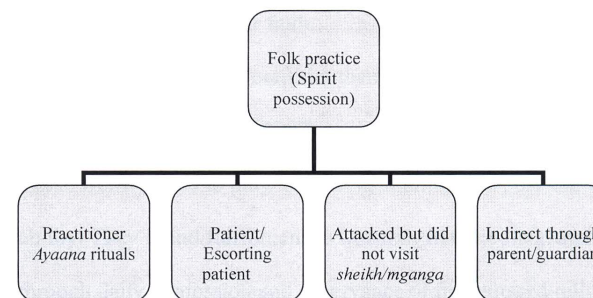 Folk practice
(Spirit
possession)
Practitioner
Ayaana rituals
Patient/
Escorting
patient
Attacked but did
not visit
sheikh/mganga
Indirect through
parent/guardian